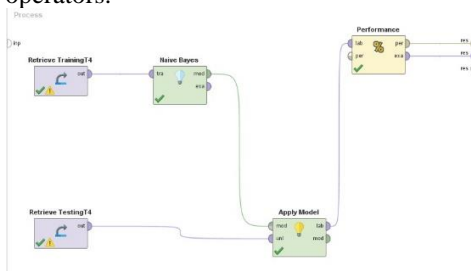 operators.
Process
inp
Performance
lab
per
per
exa
res
res
res
Retrieve TrainingT4
out
Naive Bayes
tra
mod
exa
Retrieve TestingT4
out
Apply Model
mod
lab
unl
mod